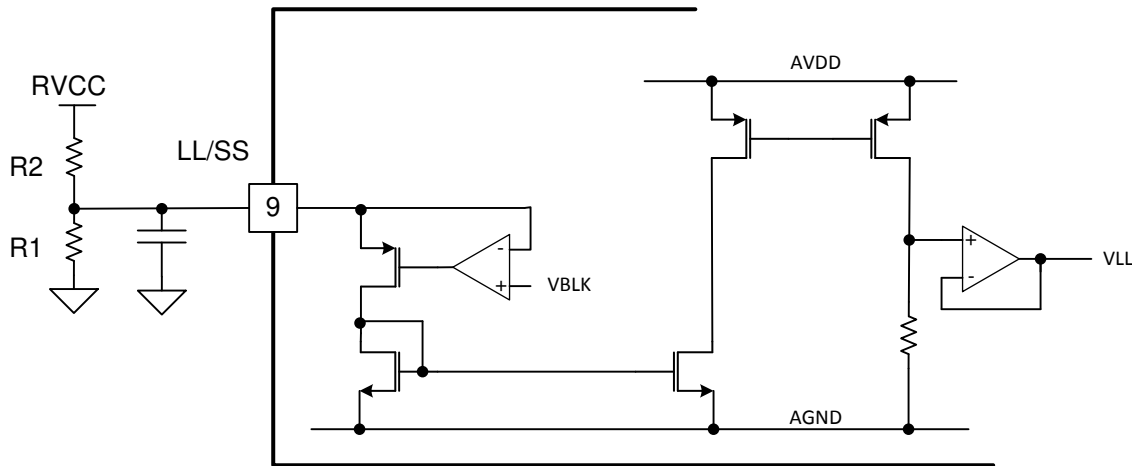 AVDD
RVCC
LL/SS
R2
9
R1
-
+
VBLK
+
-
VLL
AGND